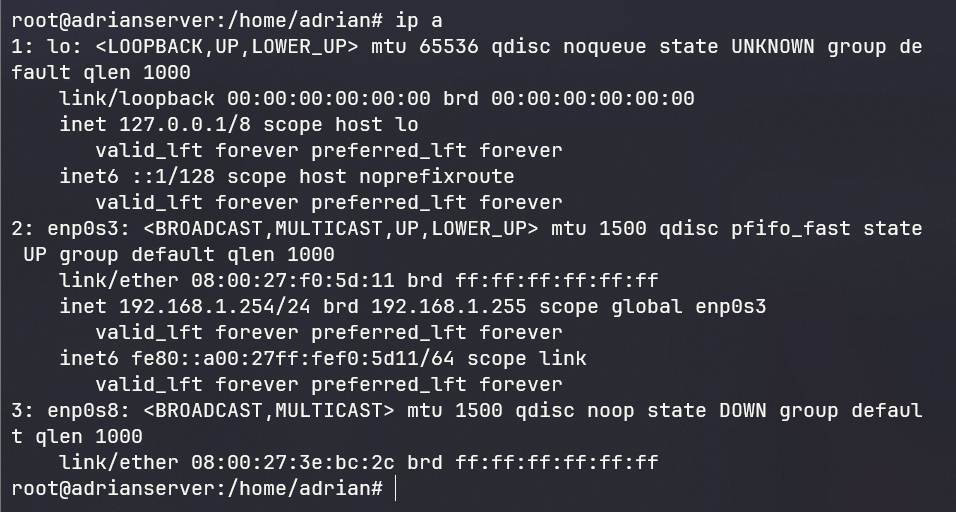 root@adrianserver:/home/adrian# ip a
1: lo: <LOOPBACK,UP,LOWER_UP> mtu 65536 qdisc noqueue state UNKNOWN group de
fault qlen 1000
    link/loopback 00:00:00:00:00:00 brd 00:00:00:00:00:00
    inet 127.0.0.1/8 scope host lo
       valid_lft forever preferred_lft forever
    inet6 ::1/128 scope host noprefixroute
       valid_lft forever preferred_lft forever
2: enp0s3: <BROADCAST,MULTICAST,UP,LOWER_UP> mtu 1500 qdisc pfifo_fast state
 UP group default qlen 1000
    link/ether 08:00:27:f0:5d:11 brd ff:ff:ff:ff:ff:ff
    inet 192.168.1.254/24 brd 192.168.1.255 scope global enp0s3
       valid_lft forever preferred_lft forever
    inet6 fe80::a00:27ff:fef0:5d11/64 scope link
       valid_lft forever preferred_lft forever
3: enp0s8: <BROADCAST,MULTICAST> mtu 1500 qdisc noop state DOWN group defaul
t qlen 1000
    link/ether 08:00:27:3e:bc:2c brd ff:ff:ff:ff:ff:ff
root@adrianserver:/home/adrian#